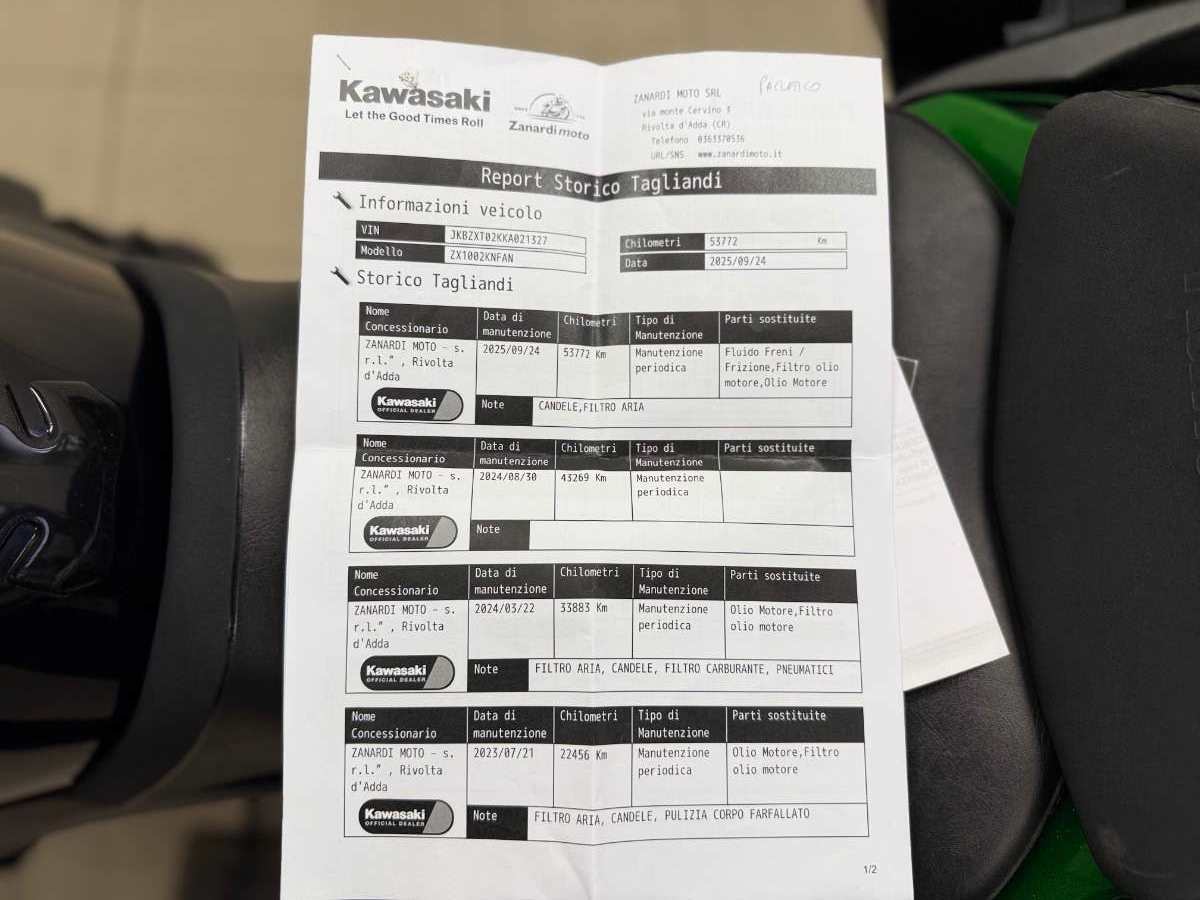 Kawasaki
Let the Good Times Roll
Zanardi moto
ZANARDI MOTO SRL
via monte Cervino 3
Rivolta d'Adda (CR)
Telefono 0363370536
URL/SNS www.zanardimoto.it
Report Storico Tagliandi
Informazioni veicolo
VIN JKBZXT02KKA021327
Modello ZX1002KNFAN
Chilometri 53772 Km
Data 2025/09/24
Storico Tagliandi
Nome Concessionario Data di manutenzione Chilometri Tipo di Manutenzione Parti sostituite
ZANARDI MOTO - s. 2025/09/24 53772 Km Manutenzione Fluido Freni /
r.l." , Rivolta periodica Frizione,Filtro olio
d'Adda motore,Olio Motore
Kawasaki
OFFICIAL DEALER
Note CANDELE,FILTRO ARIA
Nome Concessionario Data di manutenzione Chilometri Tipo di Manutenzione Parti sostituite
ZANARDI MOTO - s. 2024/08/30 43269 Km Manutenzione
r.l." , Rivolta periodica
d'Adda
Kawasaki
OFFICIAL DEALER
Note
Nome Concessionario Data di manutenzione Chilometri Tipo di Manutenzione Parti sostituite
ZANARDI MOTO - s. 2024/03/22 33883 Km Manutenzione Olio Motore,Filtro
r.l." , Rivolta periodica olio motore
d'Adda
Kawasaki
OFFICIAL DEALER
Note FILTRO ARIA, CANDELE, FILTRO CARBURANTE, PNEUMATICI
Nome Concessionario Data di manutenzione Chilometri Tipo di Manutenzione Parti sostituite
ZANARDI MOTO - s. 2023/07/21 22456 Km Manutenzione Olio Motore,Filtro
r.l." , Rivolta periodica olio motore
d'Adda
Kawasaki
OFFICIAL DEALER
Note FILTRO ARIA, CANDELE, PULIZIA CORPO FARFALLATO
1/2